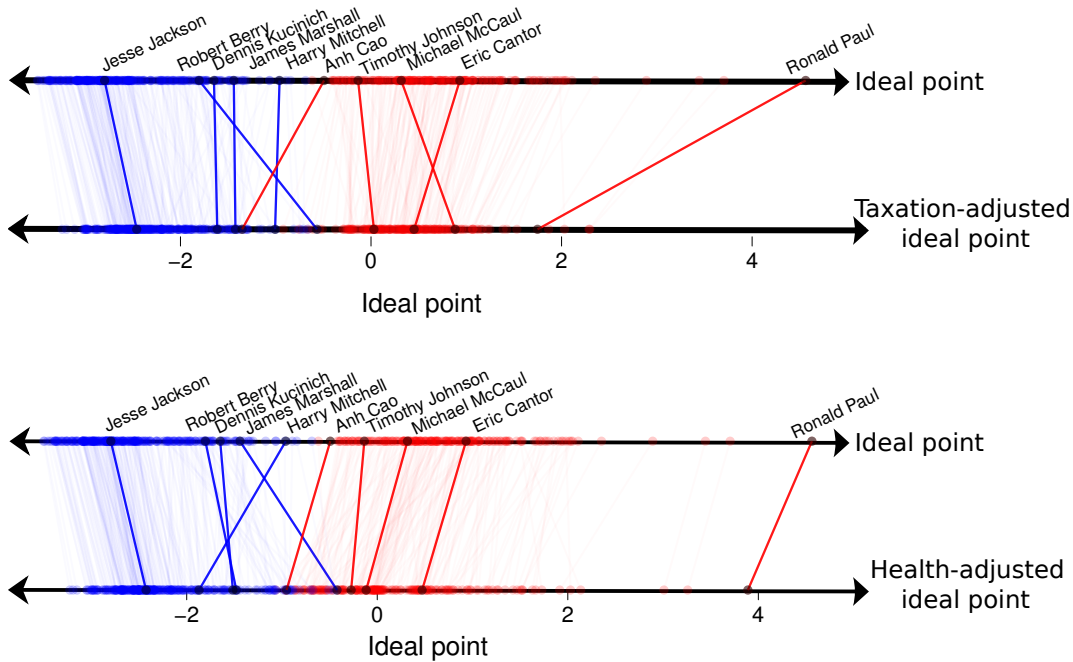 Jesse Jackson
Robert Berry
Dennis Kucinich
James Marshall
Harry Mitchell
Anh Cao
Timothy Johnson
Michael McCaul
Eric Cantor
Ronald Paul
Ideal point
Taxation-adjusted
ideal point
−2 0 2 4
Ideal point
Jesse Jackson
Robert Berry
Dennis Kucinich
James Marshall
Harry Mitchell
Anh Cao
Timothy Johnson
Michael McCaul
Eric Cantor
Ronald Paul
Ideal point
Health-adjusted
ideal point
−2 0 2 4
Ideal point